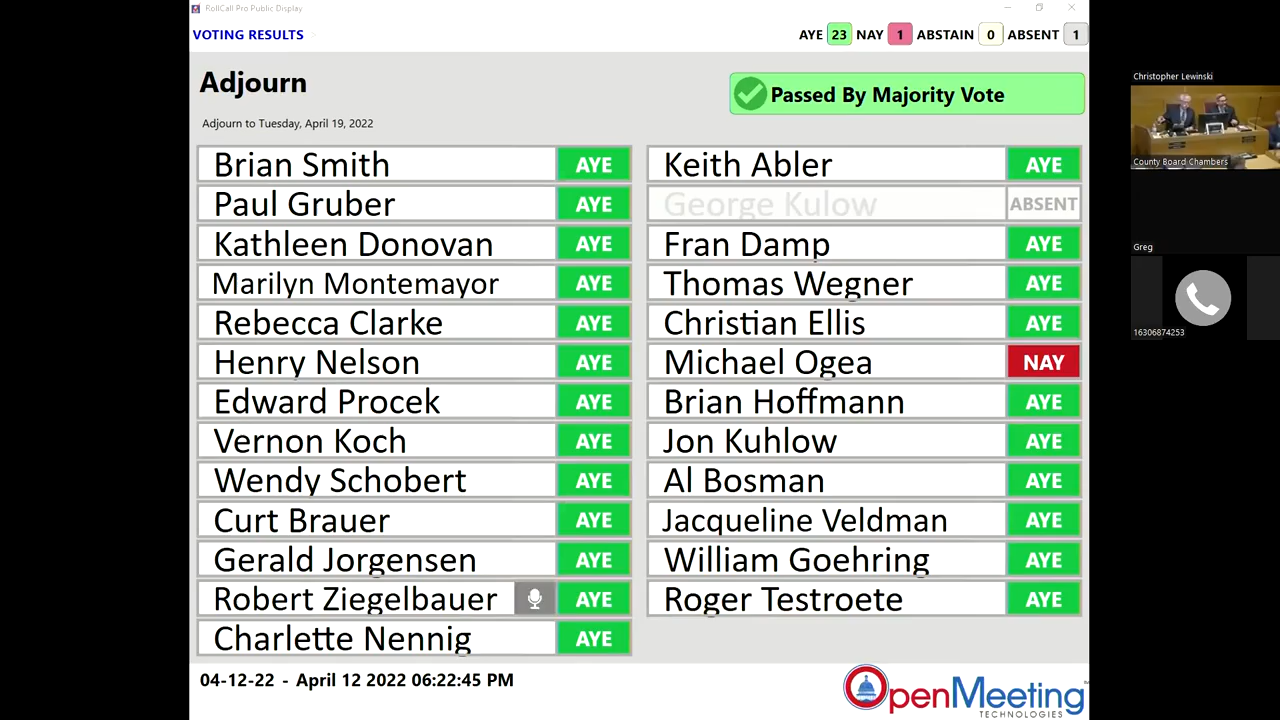 RollCall Pro Public Display
VOTING RESULTS
AYE 23 NAY 1 ABSTAIN 0 ABSENT 1
Adjourn
Passed By Majority Vote
Adjourn to Tuesday, April 19, 2022
Brian Smith AYE
Paul Gruber AYE
Kathleen Donovan AYE
Marilyn Montemayor AYE
Rebecca Clarke AYE
Henry Nelson AYE
Edward Procek AYE
Vernon Koch AYE
Wendy Schobert AYE
Curt Brauer AYE
Gerald Jorgensen AYE
Robert Ziegelbauer AYE
Charlette Nennig AYE
Keith Abler AYE
George Kulow ABSENT
Fran Damp AYE
Thomas Wegner AYE
Christian Ellis AYE
Michael Ogea NAY
Brian Hoffmann AYE
Jon Kuhlow AYE
Al Bosman AYE
Jacqueline Veldman AYE
William Goehring AYE
Roger Testroete AYE
04-12-22 - April 12 2022 06:22:45 PM
OpenMeeting
TECHNOLOGIES
Christopher Lewinski
County Board Chambers
Greg
16306874253